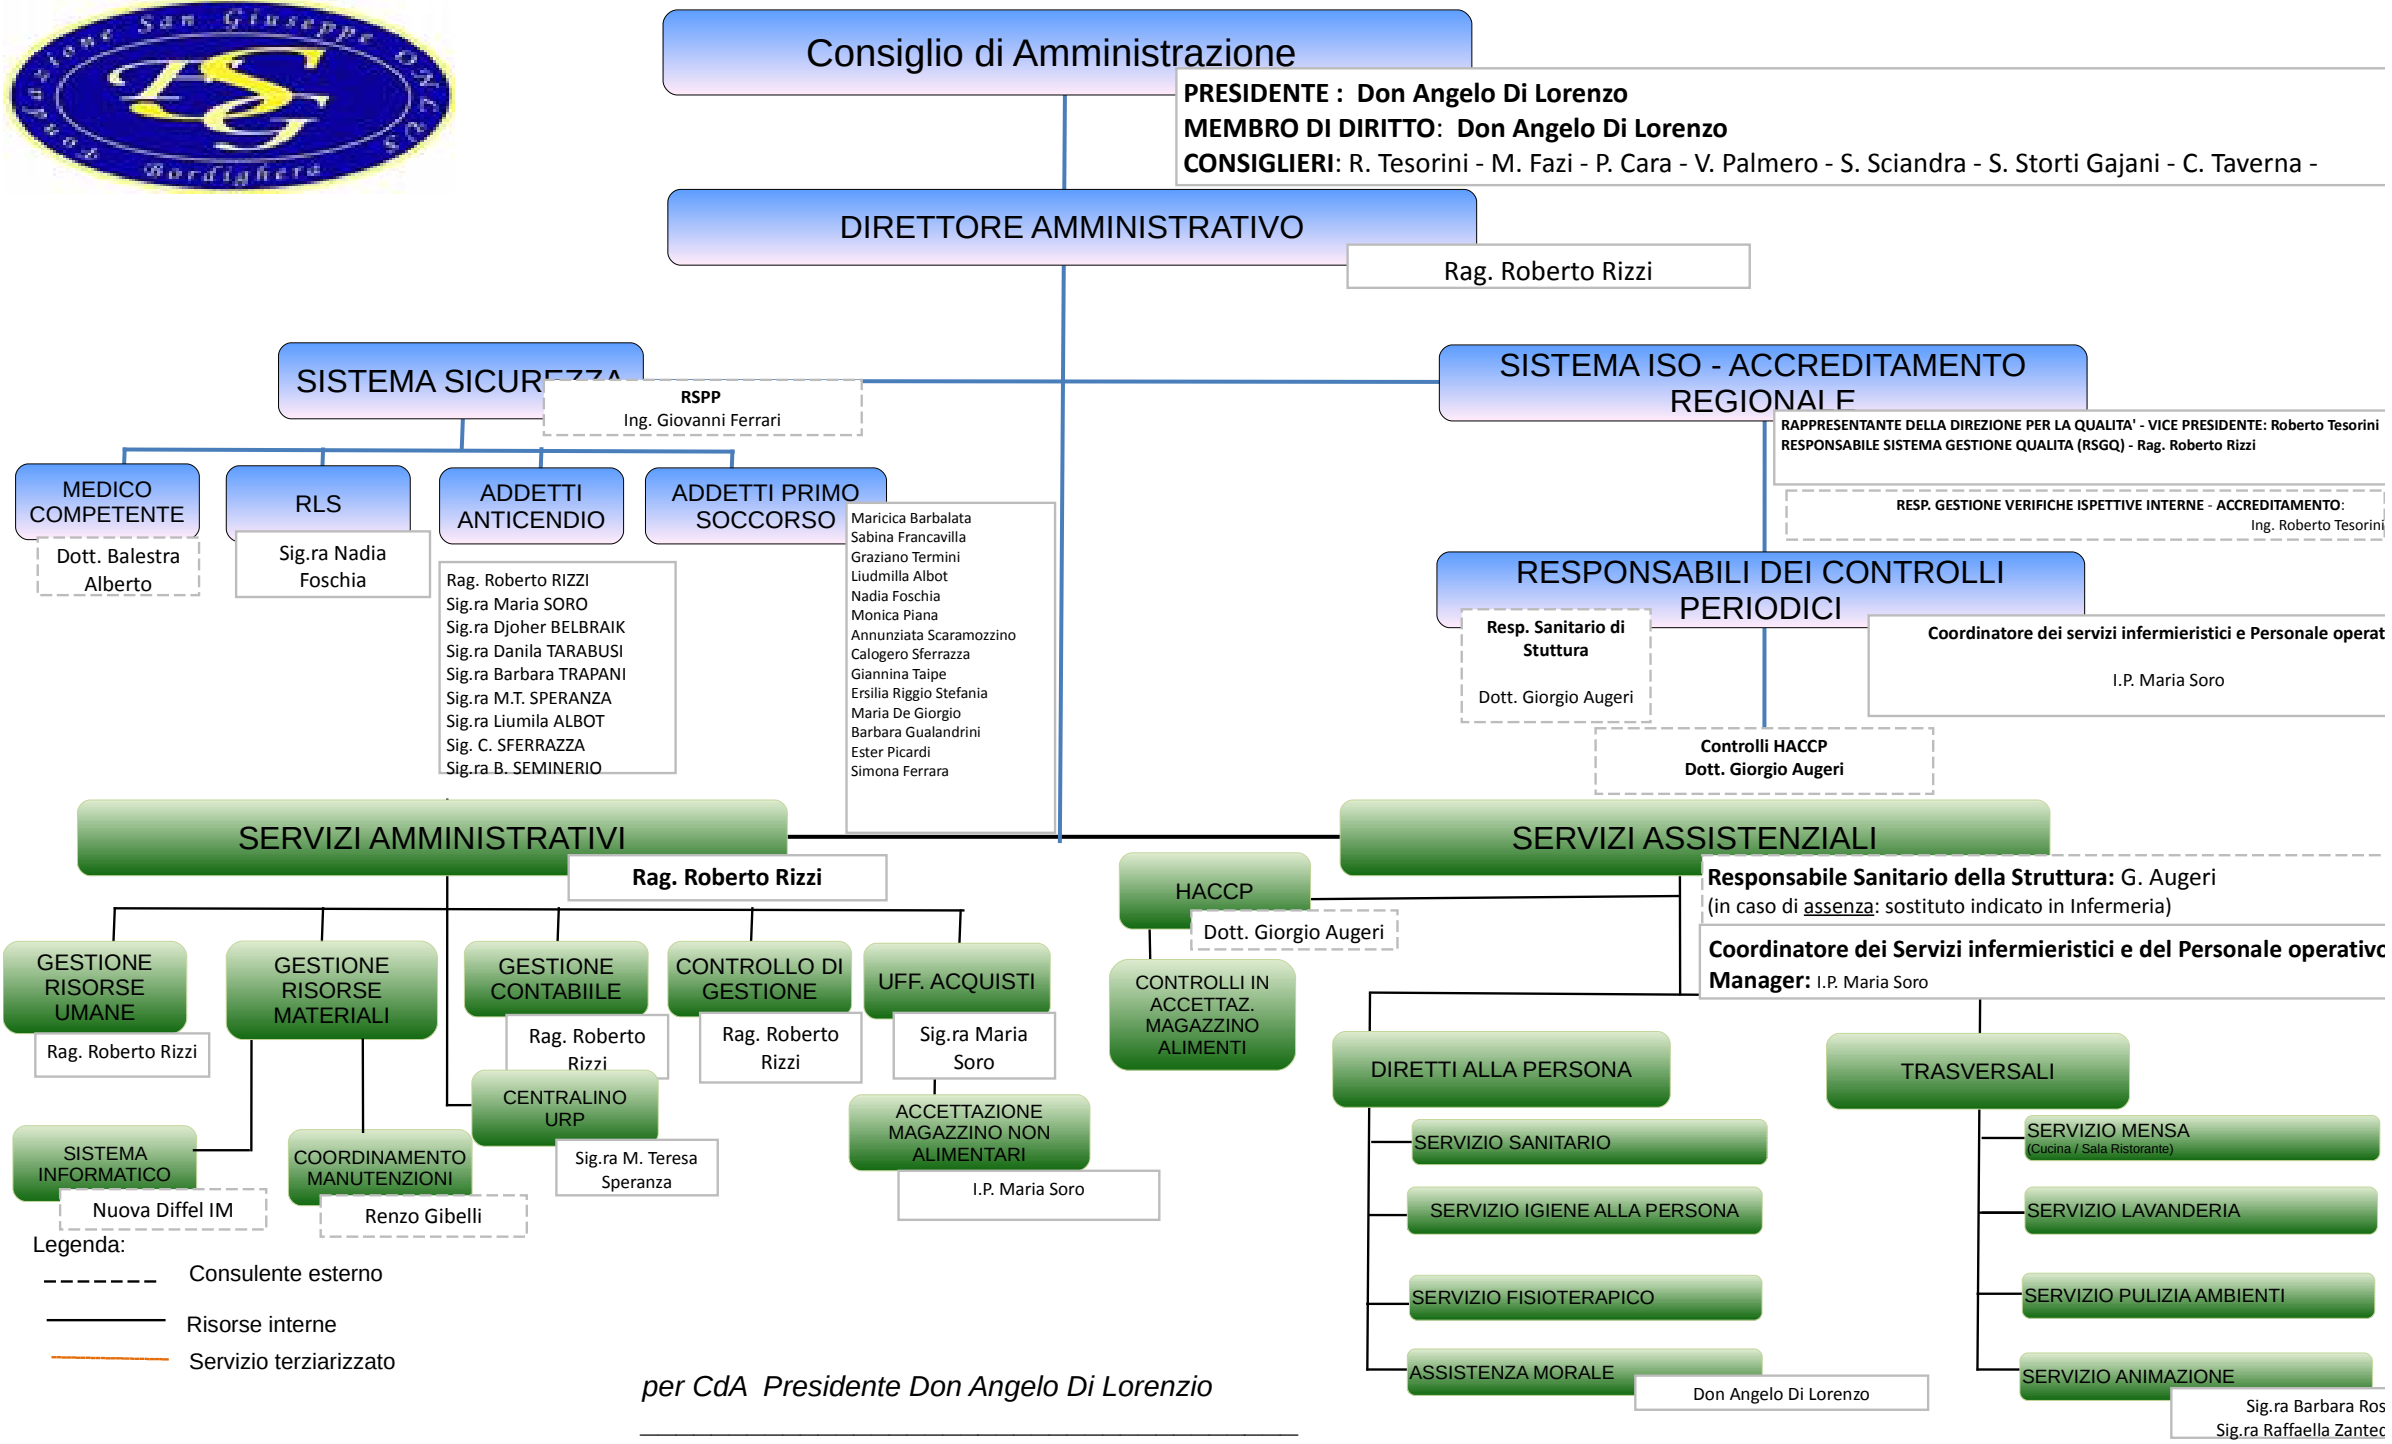 Fondazione San Giuseppe ONLUS
FSG
Bordighera
Consiglio di Amministrazione
PRESIDENTE : Don Angelo Di Lorenzo
MEMBRO DI DIRITTO: Don Angelo Di Lorenzo
CONSIGLIERI: R. Tesorini - M. Fazi - P. Cara - V. Palmero - S. Sciandra - S. Storti Gajani - C. Taverna -
DIRETTORE AMMINISTRATIVO
Rag. Roberto Rizzi
SISTEMA SICUREZZA
RSPP
Ing. Giovanni Ferrari
SISTEMA ISO - ACCREDITAMENTO
REGIONALE
RAPPRESENTANTE DELLA DIREZIONE PER LA QUALITA' - VICE PRESIDENTE: Roberto Tesorini
RESPONSABILE SISTEMA GESTIONE QUALITA (RSGQ) - Rag. Roberto Rizzi
RESP. GESTIONE VERIFICHE ISPETTIVE INTERNE - ACCREDITAMENTO:
Ing. Roberto Tesorini
MEDICO
COMPETENTE
Dott. Balestra
Alberto
RLS
Sig.ra Nadia
Foschia
ADDETTI
ANTICENDIO
Rag. Roberto RIZZI
Sig.ra Maria SORO
Sig.ra Djoher BELBRAIK
Sig.ra Danila TARABUSI
Sig.ra Barbara TRAPANI
Sig.ra M.T. SPERANZA
Sig.ra Liumila ALBOT
Sig. C. SFERRAZZA
Sig.ra B. SEMINERIO
ADDETTI PRIMO
SOCCORSO
Maricica Barbalata
Sabina Francavilla
Graziano Termini
Liudmilla Albot
Nadia Foschia
Monica Piana
Annunziata Scaramozzino
Calogero Sferrazza
Giannina Taipe
Ersilia Riggio Stefania
Maria De Giorgio
Barbara Gualandrini
Ester Picardi
Simona Ferrara
RESPONSABILI DEI CONTROLLI
PERIODICI
Resp. Sanitario di
Stuttura
Dott. Giorgio Augeri
Coordinatore dei servizi infermieristici e Personale operat
I.P. Maria Soro
Controlli HACCP
Dott. Giorgio Augeri
SERVIZI AMMINISTRATIVI
Rag. Roberto Rizzi
SERVIZI ASSISTENZIALI
Responsabile Sanitario della Struttura: G. Augeri
(in caso di assenza: sostituto indicato in Infermeria)
Coordinatore dei Servizi infermieristici e del Personale operativo
Manager: I.P. Maria Soro
HACCP
Dott. Giorgio Augeri
CONTROLLI IN
ACCETTAZ.
MAGAZZINO
ALIMENTI
GESTIONE
RISORSE
UMANE
Rag. Roberto Rizzi
GESTIONE
RISORSE
MATERIALI
GESTIONE
CONTABIILE
Rag. Roberto
Rizzi
CONTROLLO DI
GESTIONE
Rag. Roberto
Rizzi
UFF. ACQUISTI
Sig.ra Maria
Soro
CENTRALINO
URP
Sig.ra M. Teresa
Speranza
ACCETTAZIONE
MAGAZZINO NON
ALIMENTARI
I.P. Maria Soro
SISTEMA
INFORMATICO
Nuova Diffel IM
COORDINAMENTO
MANUTENZIONI
Renzo Gibelli
DIRETTI ALLA PERSONA
SERVIZIO SANITARIO
SERVIZIO IGIENE ALLA PERSONA
SERVIZIO FISIOTERAPICO
ASSISTENZA MORALE
Don Angelo Di Lorenzo
TRASVERSALI
SERVIZIO MENSA
(Cucina / Sala Ristorante)
SERVIZIO LAVANDERIA
SERVIZIO PULIZIA AMBIENTI
SERVIZIO ANIMAZIONE
Sig.ra Barbara Ros
Sig.ra Raffaella Zanted
Legenda:
Consulente esterno
Risorse interne
Servizio terziarizzato
per CdA Presidente Don Angelo Di Lorenzio